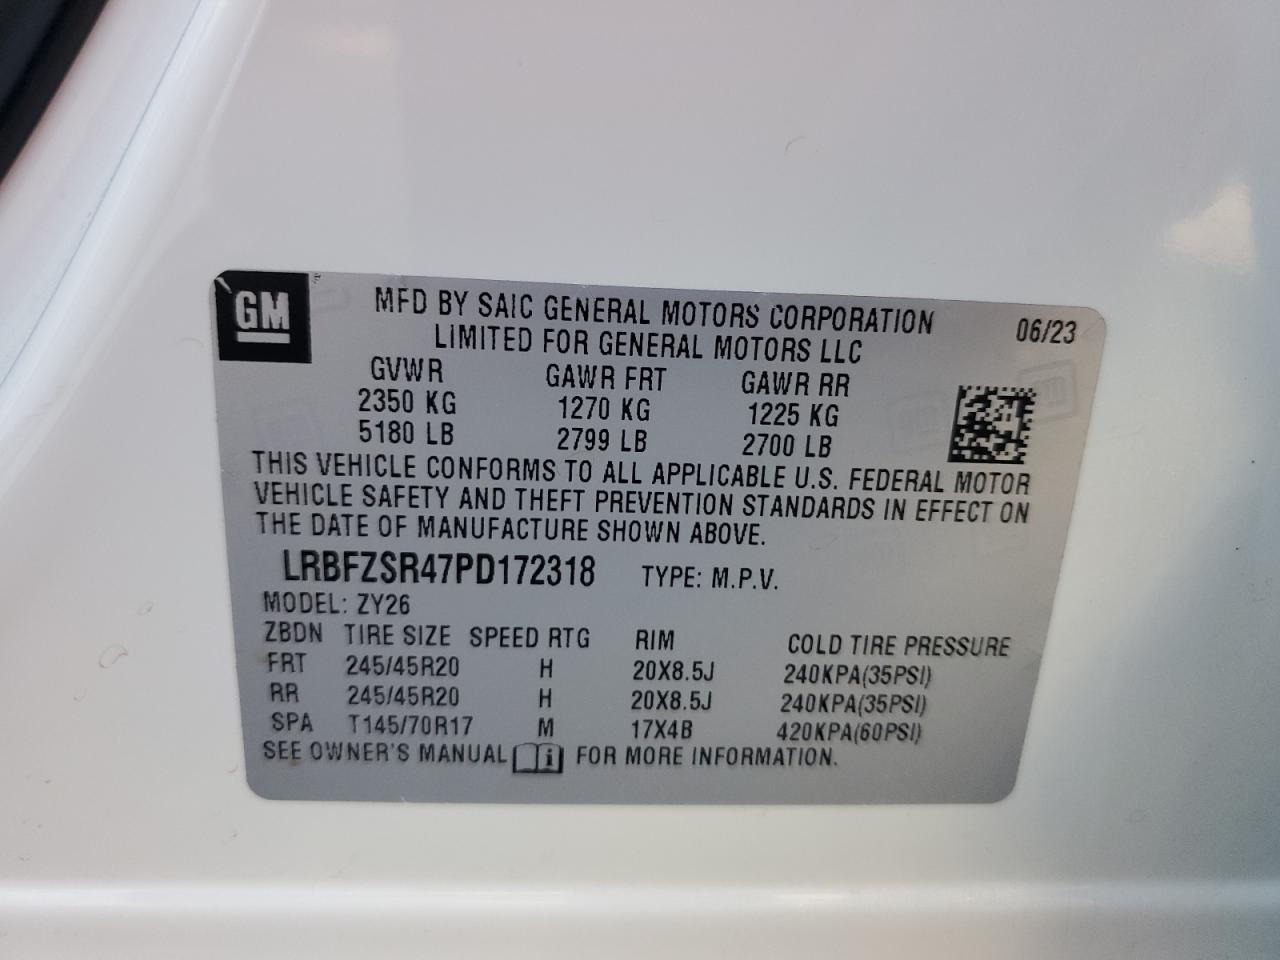 GM
MFD BY SAIC GENERAL MOTORS CORPORATION 06/23
LIMITED FOR GENERAL MOTORS LLC
GVWR GAWR FRT GAWR RR
2350 KG 1270 KG 1225 KG
5180 LB 2799 LB 2700 LB
THIS VEHICLE CONFORMS TO ALL APPLICABLE U.S. FEDERAL MOTOR
VEHICLE SAFETY AND THEFT PREVENTION STANDARDS IN EFFECT ON
THE DATE OF MANUFACTURE SHOWN ABOVE.
LRBFZSR47PD172318 TYPE: M.P.V.
MODEL: ZY26
ZBDN TIRE SIZE SPEED RTG RIM COLD TIRE PRESSURE
FRT 245/45R20 H 20X8.5J 240KPA(35PSI)
RR 245/45R20 H 20X8.5J 240KPA(35PSI)
SPA T145/70R17 M 17X4B 420KPA(60PSI)
SEE OWNER'S MANUAL i FOR MORE INFORMATION.